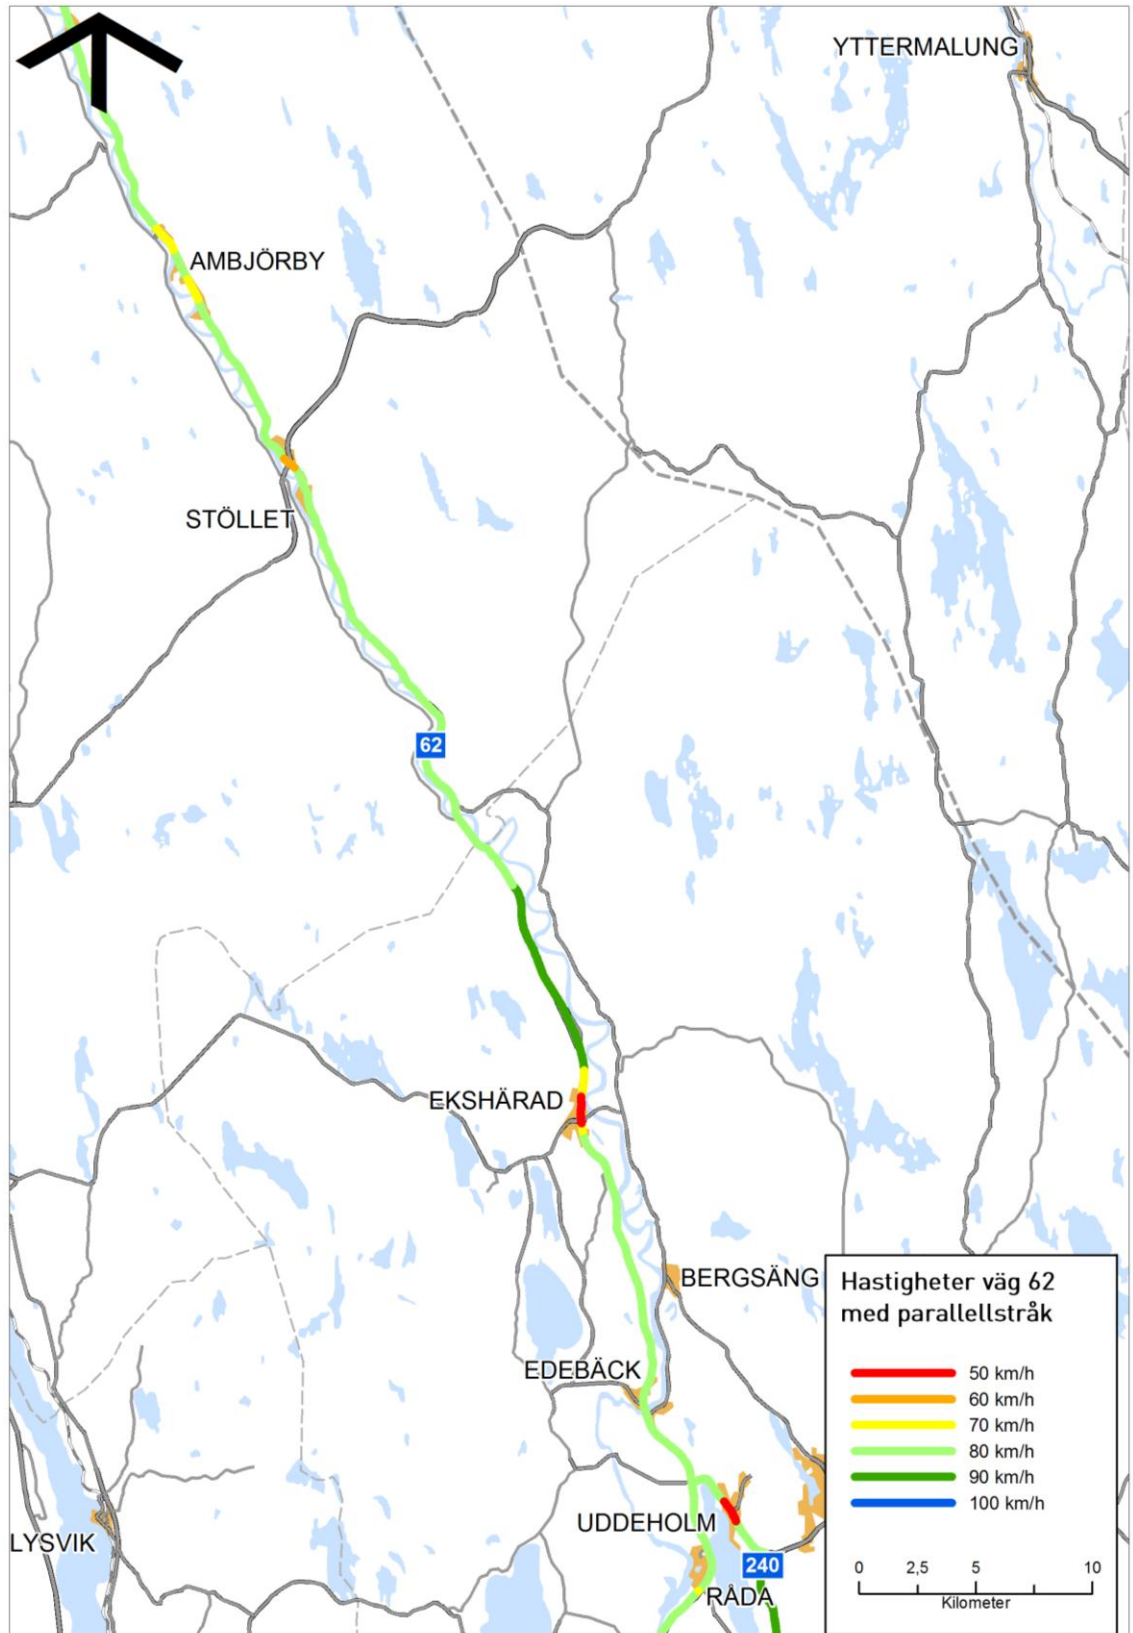 YTTERMALUNG
AMBJÖRBY
STÖLLET
62
EKSHÄRAD
BERGSÄNG
EDEBÄCK
UDDEHOLM
LYSVIK
240
RÅDA
Hastigheter väg 62
med parallellstråk
50 km/h
60 km/h
70 km/h
80 km/h
90 km/h
100 km/h
0 2,5 5 10
Kilometer